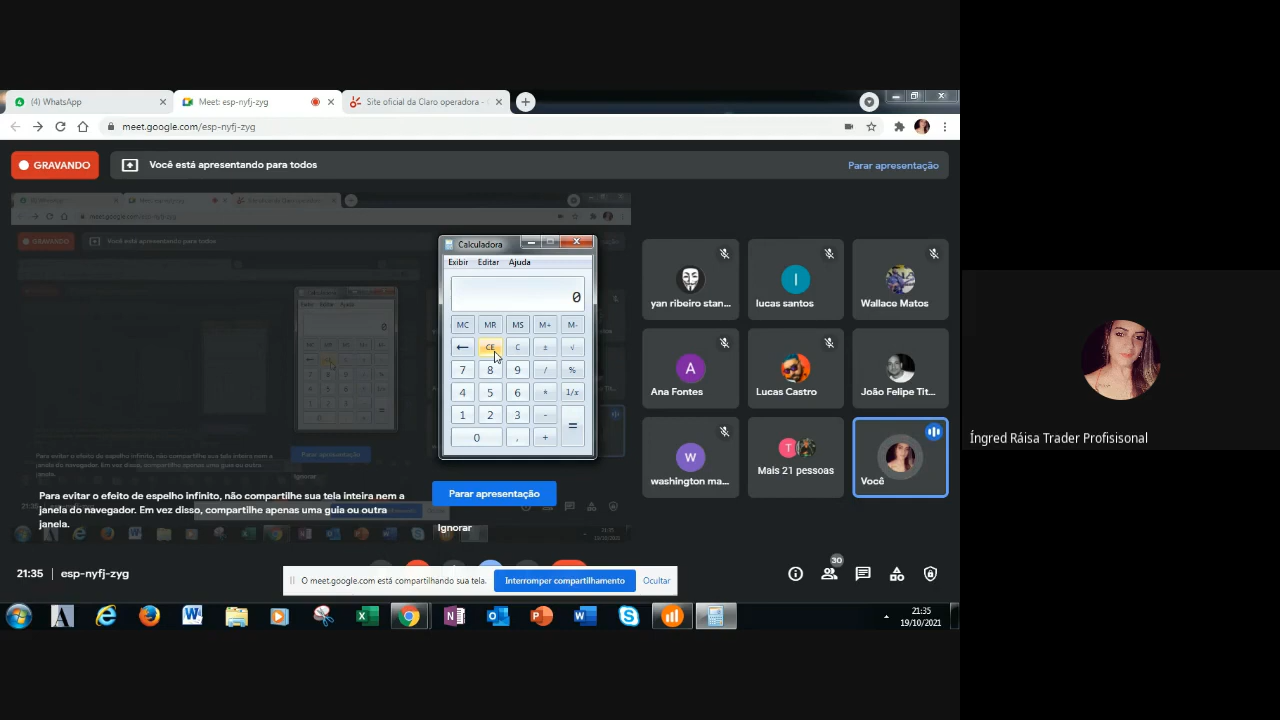 (4) WhatsApp
Meet: esp-nyfj-zyg
Site oficial da Claro operadora -
meet.google.com/esp-nyfj-zyg
GRAVANDO
Você está apresentando para todos
Parar apresentação
Calculadora
Exibir Editar Ajuda
0
MC MR MS M+ M-
← CE C ± √
7 8 9 / %
4 5 6 * 1/x
1 2 3 - =
0 , +
yan ribeiro stan...
lucas santos
Wallace Matos
Ana Fontes
Lucas Castro
João Felipe Tit...
washington ma...
Mais 21 pessoas
Você
I
A
W
T
Íngred Ráisa Trader Profisisonal
Para evitar o efeito de espelho infinito, não compartilhe sua tela inteira nem a
janela do navegador. Em vez disso, compartilhe apenas uma guia ou outra
janela.
Parar apresentação
Ignorar
21:35 esp-nyfj-zyg
O meet.google.com está compartilhando sua tela.
Interromper compartilhamento
Ocultar
30
21:35
19/10/2021